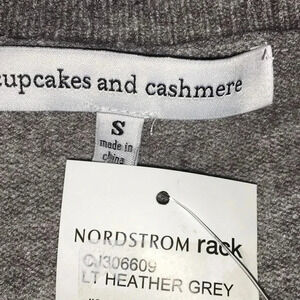 cupcakes and cashmere
S
made in
china
NORDSTROM rack
CJ306609
LT HEATHER GREY